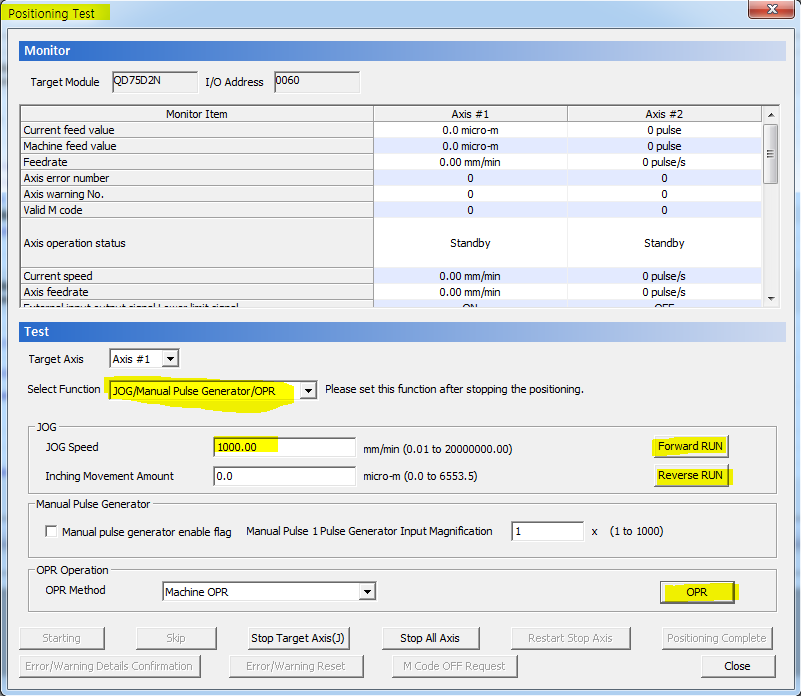 Positioning Test
Monitor
Target Module QD75D2N I/O Address 0060
Monitor Item Axis #1 Axis #2
Current feed value 0.0 micro-m 0 pulse
Machine feed value 0.0 micro-m 0 pulse
Feedrate 0.00 mm/min 0 pulse/s
Axis error number 0 0
Axis warning No. 0 0
Valid M code 0 0
Axis operation status Standby Standby
Current speed 0.00 mm/min 0 pulse/s
Axis feedrate 0.00 mm/min 0 pulse/s
External input output signal Lower limit signal ON OFF
Test
Target Axis Axis #1
Select Function JOG/Manual Pulse Generator/OPR Please set this function after stopping the positioning.
JOG
JOG Speed 1000.00 mm/min (0.01 to 20000000.00) Forward RUN
Inching Movement Amount 0.0 micro-m (0.0 to 6553.5) Reverse RUN
Manual Pulse Generator
Manual pulse generator enable flag Manual Pulse 1 Pulse Generator Input Magnification 1 x (1 to 1000)
OPR Operation
OPR Method Machine OPR OPR
Starting Skip Stop Target Axis(J) Stop All Axis Restart Stop Axis Positioning Complete
Error/Warning Details Confirmation Error/Warning Reset M Code OFF Request Close